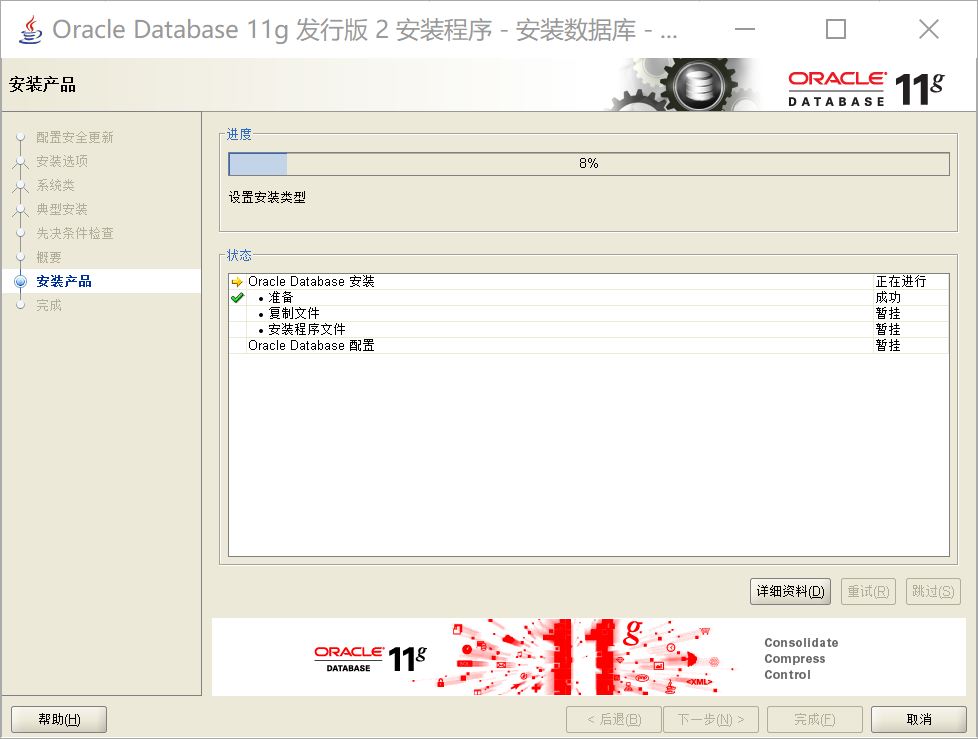 Oracle Database 11g 发行版 2 安装程序 - 安装数据库 - ...
安装产品
ORACLE 11g
DATABASE
配置安全更新
安装选项
系统类
典型安装
先决条件检查
概要
安装产品
完成
进度
8%
设置安装类型
状态
Oracle Database 安装 正在进行
• 准备 成功
• 复制文件 暂挂
• 安装程序文件 暂挂
Oracle Database 配置 暂挂
详细资料(D) 重试(R) 跳过(S)
ORACLE 11g
DATABASE
11g
<XML>
Consolidate
Compress
Control
帮助(H) < 后退(B) 下一步(N) > 完成(F) 取消